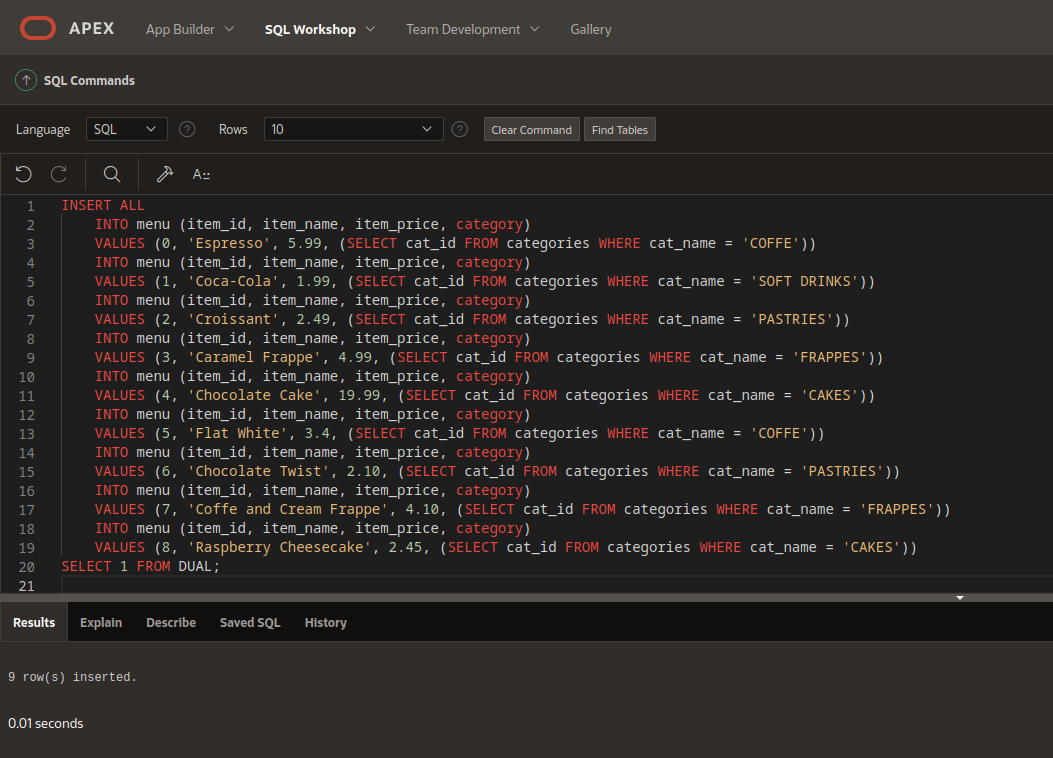 APEX App Builder SQL Workshop Team Development Gallery
SQL Commands
Language SQL ? Rows 10 ? Clear Command Find Tables
A::
1 INSERT ALL
2 INTO menu (item_id, item_name, item_price, category)
3 VALUES (0, 'Espresso', 5.99, (SELECT cat_id FROM categories WHERE cat_name = 'COFFE'))
4 INTO menu (item_id, item_name, item_price, category)
5 VALUES (1, 'Coca-Cola', 1.99, (SELECT cat_id FROM categories WHERE cat_name = 'SOFT DRINKS'))
6 INTO menu (item_id, item_name, item_price, category)
7 VALUES (2, 'Croissant', 2.49, (SELECT cat_id FROM categories WHERE cat_name = 'PASTRIES'))
8 INTO menu (item_id, item_name, item_price, category)
9 VALUES (3, 'Caramel Frappe', 4.99, (SELECT cat_id FROM categories WHERE cat_name = 'FRAPPES'))
10 INTO menu (item_id, item_name, item_price, category)
11 VALUES (4, 'Chocolate Cake', 19.99, (SELECT cat_id FROM categories WHERE cat_name = 'CAKES'))
12 INTO menu (item_id, item_name, item_price, category)
13 VALUES (5, 'Flat White', 3.4, (SELECT cat_id FROM categories WHERE cat_name = 'COFFE'))
14 INTO menu (item_id, item_name, item_price, category)
15 VALUES (6, 'Chocolate Twist', 2.10, (SELECT cat_id FROM categories WHERE cat_name = 'PASTRIES'))
16 INTO menu (item_id, item_name, item_price, category)
17 VALUES (7, 'Coffe and Cream Frappe', 4.10, (SELECT cat_id FROM categories WHERE cat_name = 'FRAPPES'))
18 INTO menu (item_id, item_name, item_price, category)
19 VALUES (8, 'Raspberry Cheesecake', 2.45, (SELECT cat_id FROM categories WHERE cat_name = 'CAKES'))
20 SELECT 1 FROM DUAL;
21
Results Explain Describe Saved SQL History
9 row(s) inserted.
0.01 seconds